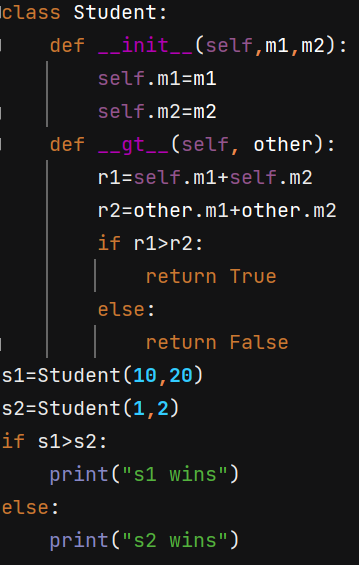 class Student:
    def __init__(self,m1,m2):
        self.m1=m1
        self.m2=m2
    def __gt__(self, other):
        r1=self.m1+self.m2
        r2=other.m1+other.m2
        if r1>r2:
            return True
        else:
            return False
s1=Student(10,20)
s2=Student(1,2)
if s1>s2:
    print("s1 wins")
else:
    print("s2 wins")